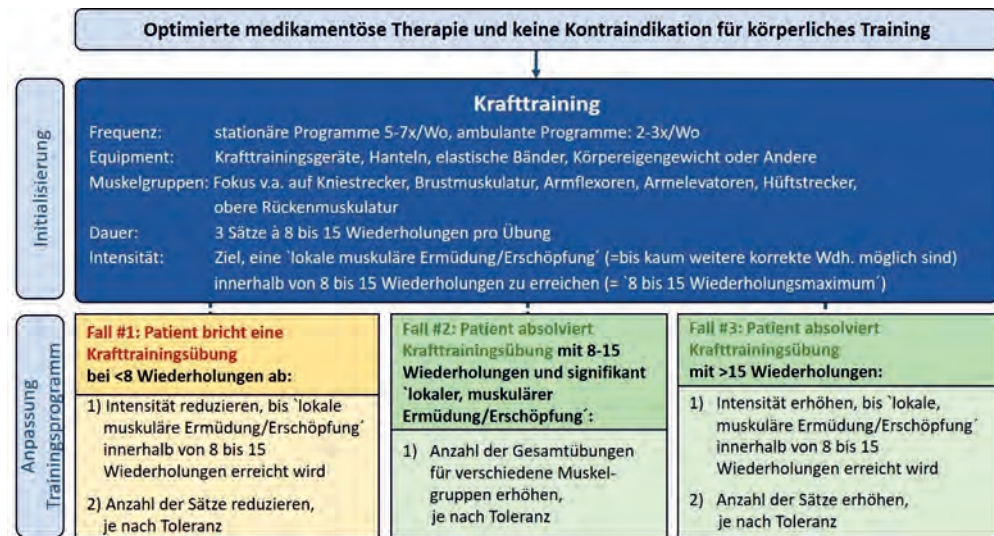 Optimierte medikamentöse Therapie und keine Kontraindikation für körperliches Training
Initialisierung
Krafttraining
Frequenz: stationäre Programme 5-7x/Wo, ambulante Programme: 2-3x/Wo
Equipment: Krafttrainingsgeräte, Hanteln, elastische Bänder, Körpereigengewicht oder Andere
Muskelgruppen: Fokus v.a. auf Kniestrecker, Brustmuskulatur, Armflexoren, Armelevatoren, Hüftstrecker,
obere Rückenmuskulatur
Dauer: 3 Sätze à 8 bis 15 Wiederholungen pro Übung
Intensität: Ziel, eine `lokale muskuläre Ermüdung/Erschöpfung´ (=bis kaum weitere korrekte Wdh. möglich sind)
innerhalb von 8 bis 15 Wiederholungen zu erreichen (= `8 bis 15 Wiederholungsmaximum´)
Anpassung
Trainingsprogramm
Fall #1: Patient bricht eine
Krafttrainingsübung
bei <8 Wiederholungen ab:
1) Intensität reduzieren, bis `lokale
muskuläre Ermüdung/Erschöpfung´
innerhalb von 8 bis 15
Wiederholungen erreicht wird
2) Anzahl der Sätze reduzieren,
je nach Toleranz
Fall #2: Patient absolviert
Krafttrainingsübung mit 8-15
Wiederholungen und signifikant
`lokaler, muskulärer
Ermüdung/Erschöpfung´:
1) Anzahl der Gesamtübungen
für verschiedene Muskel-
gruppen erhöhen,
je nach Toleranz
Fall #3: Patient absolviert
Krafttrainingsübung
mit >15 Wiederholungen:
1) Intensität erhöhen, bis `lokale,
muskuläre Ermüdung/Erschöpfung´
innerhalb von 8 bis 15
Wiederholungen erreicht wird
2) Anzahl der Sätze erhöhen,
je nach Toleranz